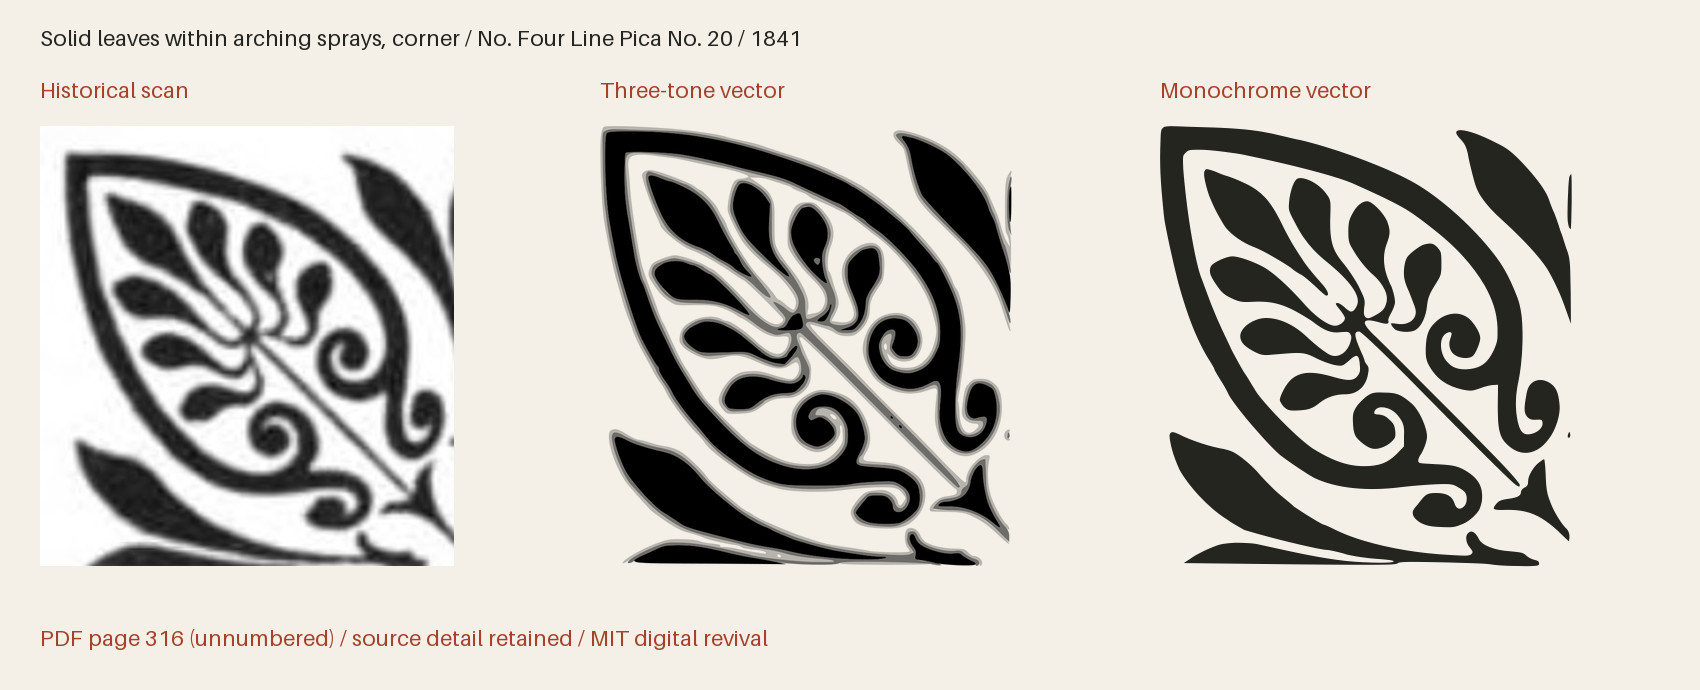 Solid leaves within arching sprays, corner / No. Four Line Pica No. 20 / 1841
Historical scan
Three-tone vector
Monochrome vector
PDF page 316 (unnumbered) / source detail retained / MIT digital revival